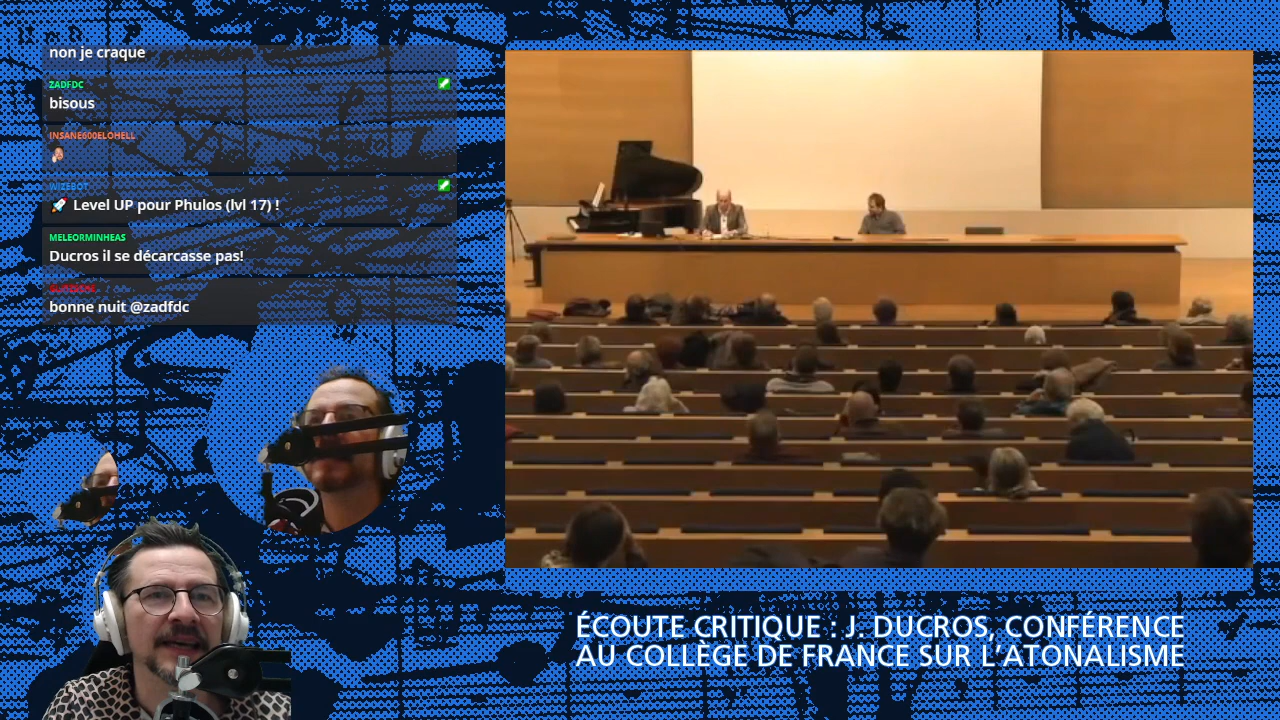 non je craque
ZADFDC
bisous
INSANE600ELOHELL
WIZEBOT
🚀 Level UP pour Phulos (lvl 17) !
MELEORMINHEAS
Ducros il se décarcasse pas!
bonne nuit @zadfdc
ÉCOUTE CRITIQUE : J. DUCROS, CONFÉRENCE
AU COLLÈGE DE FRANCE SUR L’ATONALISME